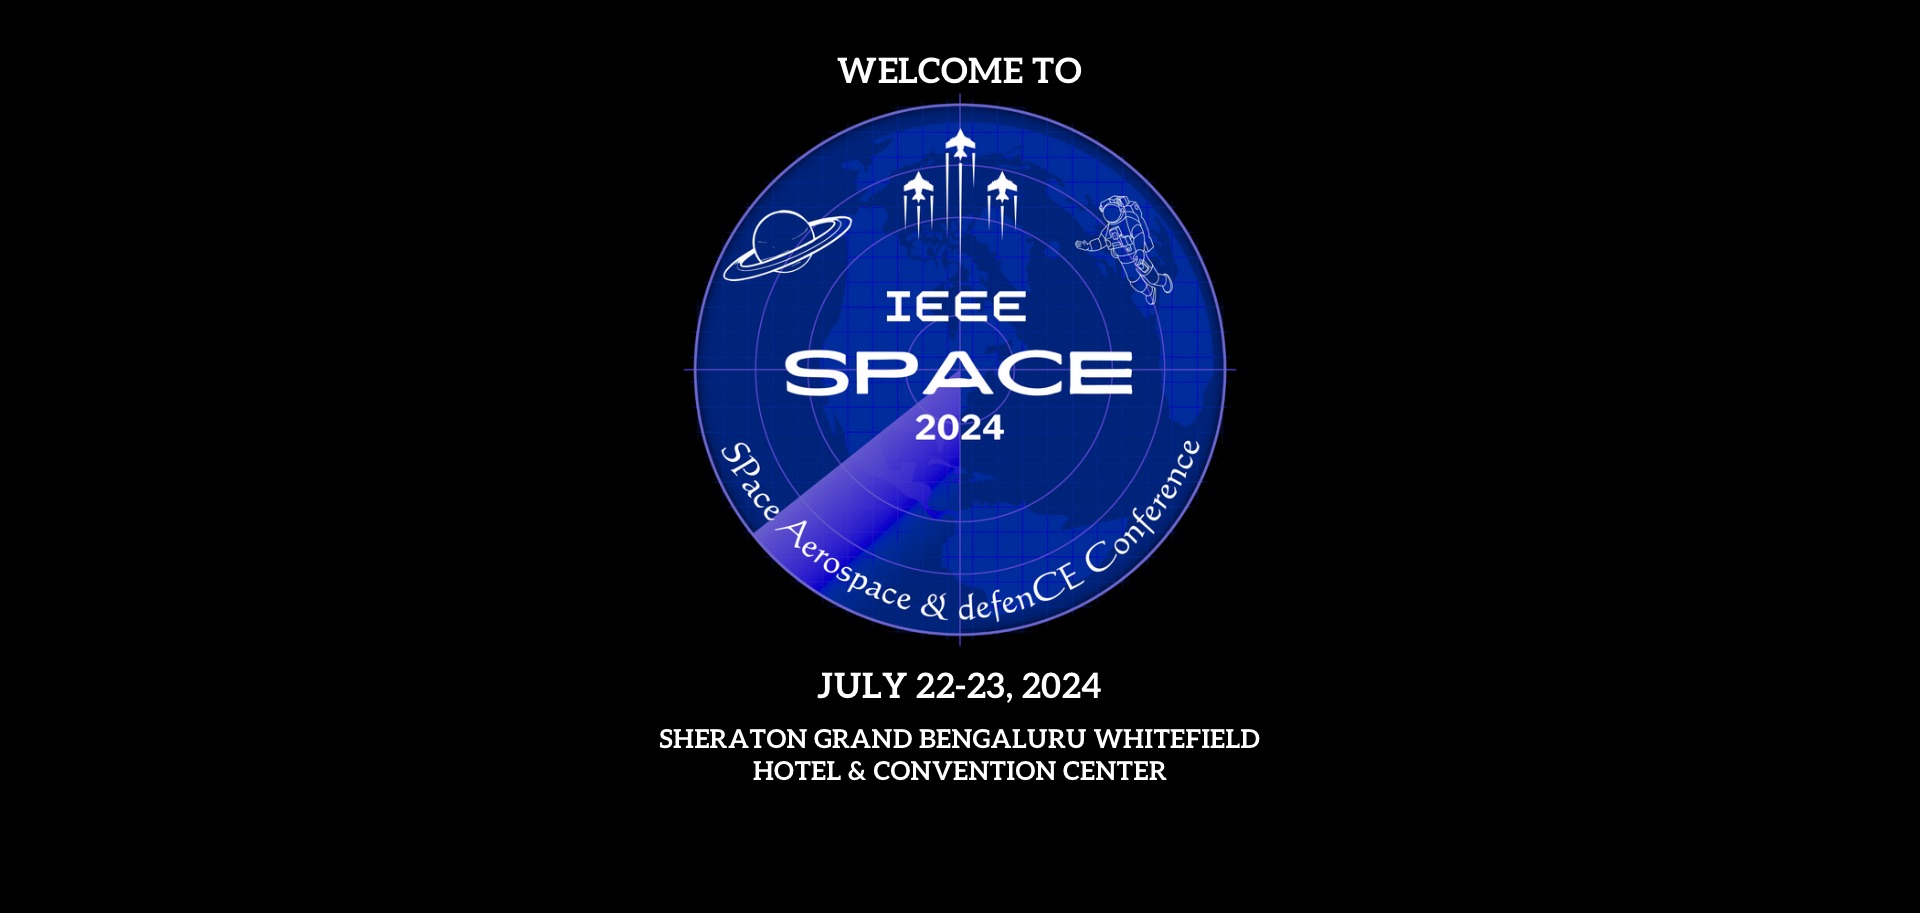 WELCOME TO
IEEE
SPACE
2024
SPace Aerospace & defenCE Conference
JULY 22-23, 2024
SHERATON GRAND BENGALURU WHITEFIELD
HOTEL & CONVENTION CENTER